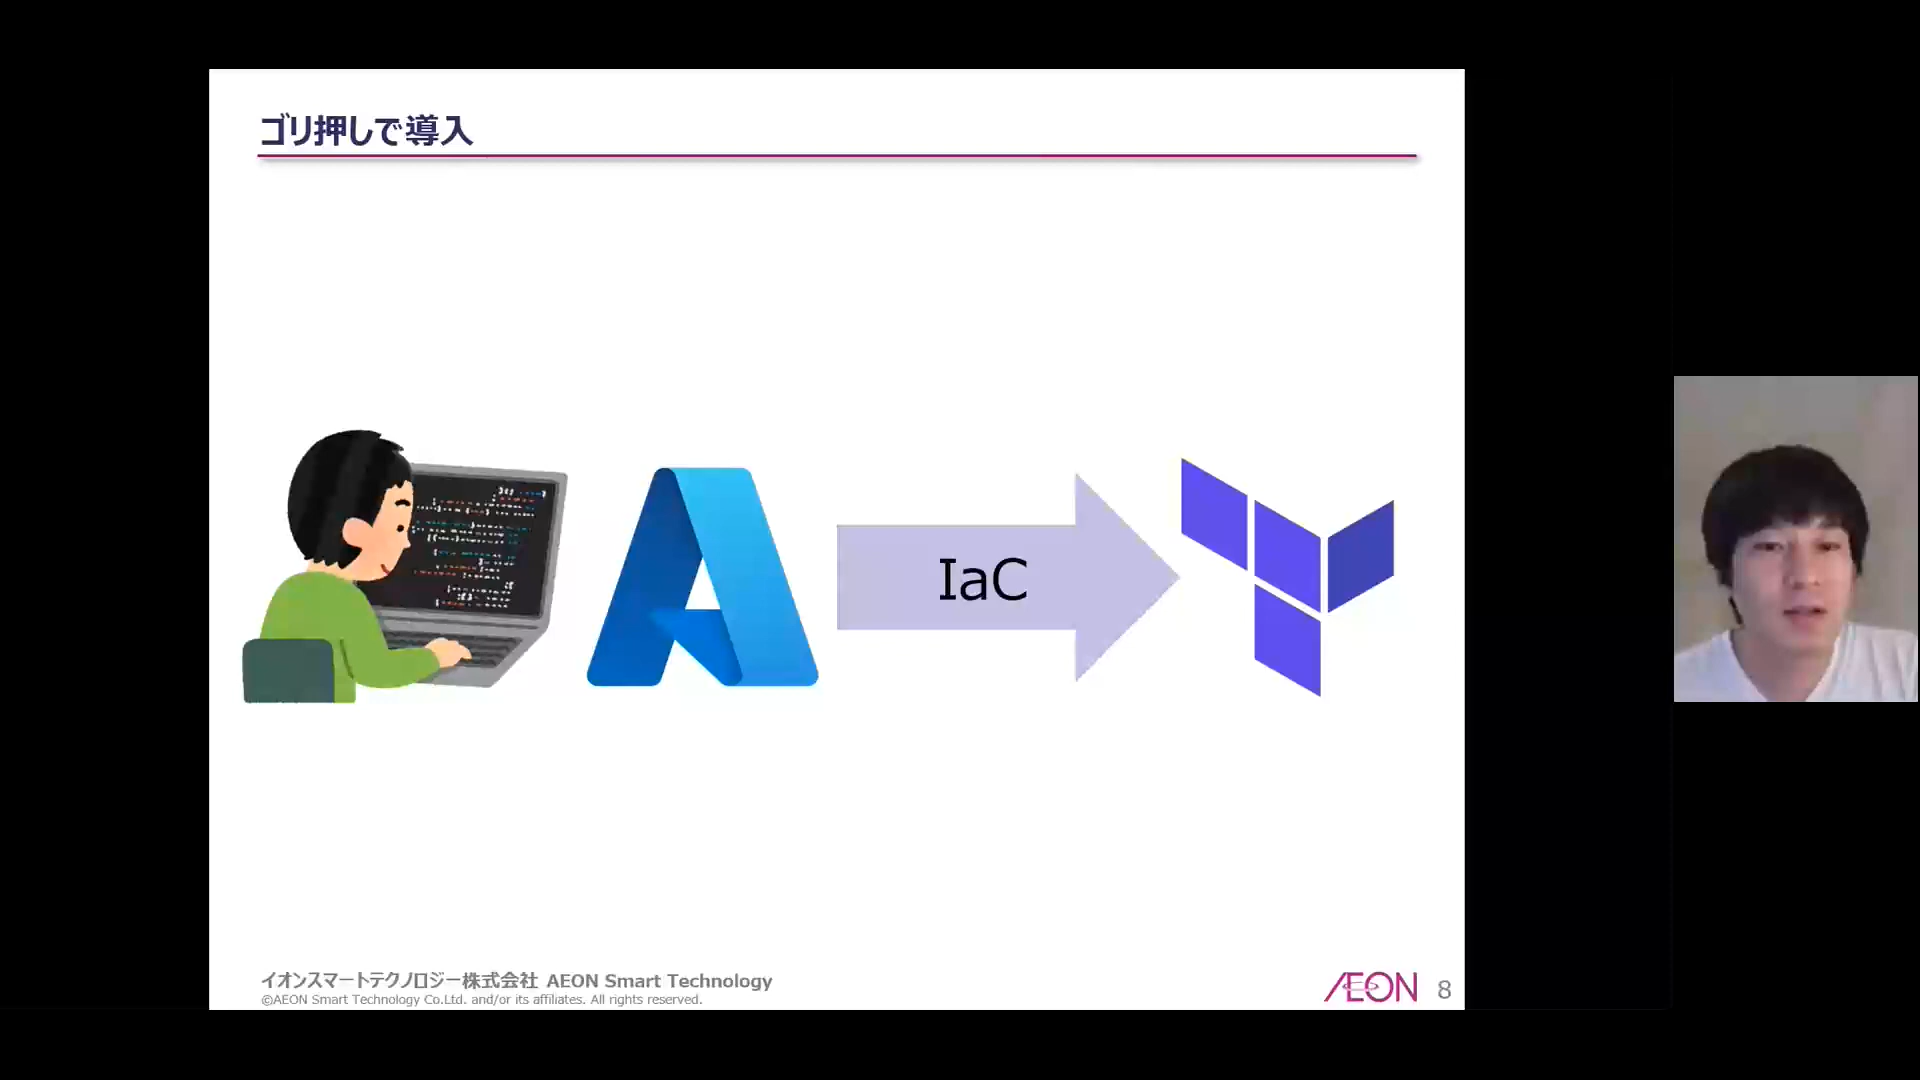 ゴリ押しで導入
IaC
イオンスマートテクノロジー株式会社 AEON Smart Technology
©AEON Smart Technology Co.Ltd. and/or its affiliates. All rights reserved.
ÆON 8